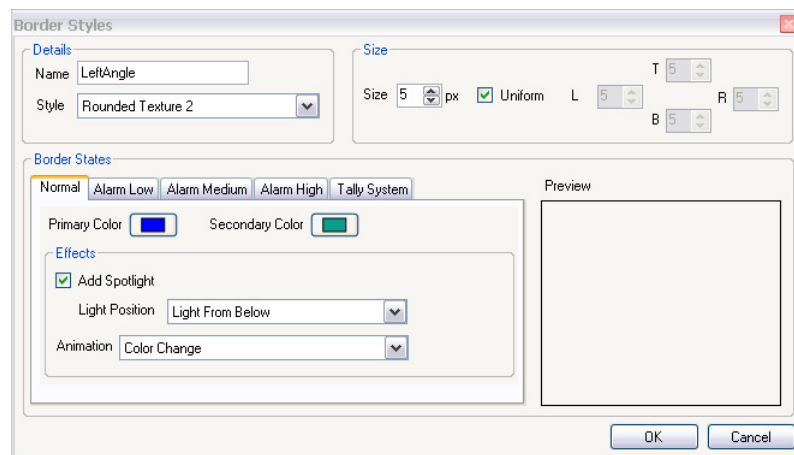 Border Styles
Details
Name LeftAngle
Style Rounded Texture 2
Size
Size 5 px Uniform L 5 T 5 B 5 R 5
Border States
Normal Alarm Low Alarm Medium Alarm High Tally System
Primary Color Secondary Color
Effects
Add Spotlight
Light Position Light From Below
Animation Color Change
Preview
OK Cancel